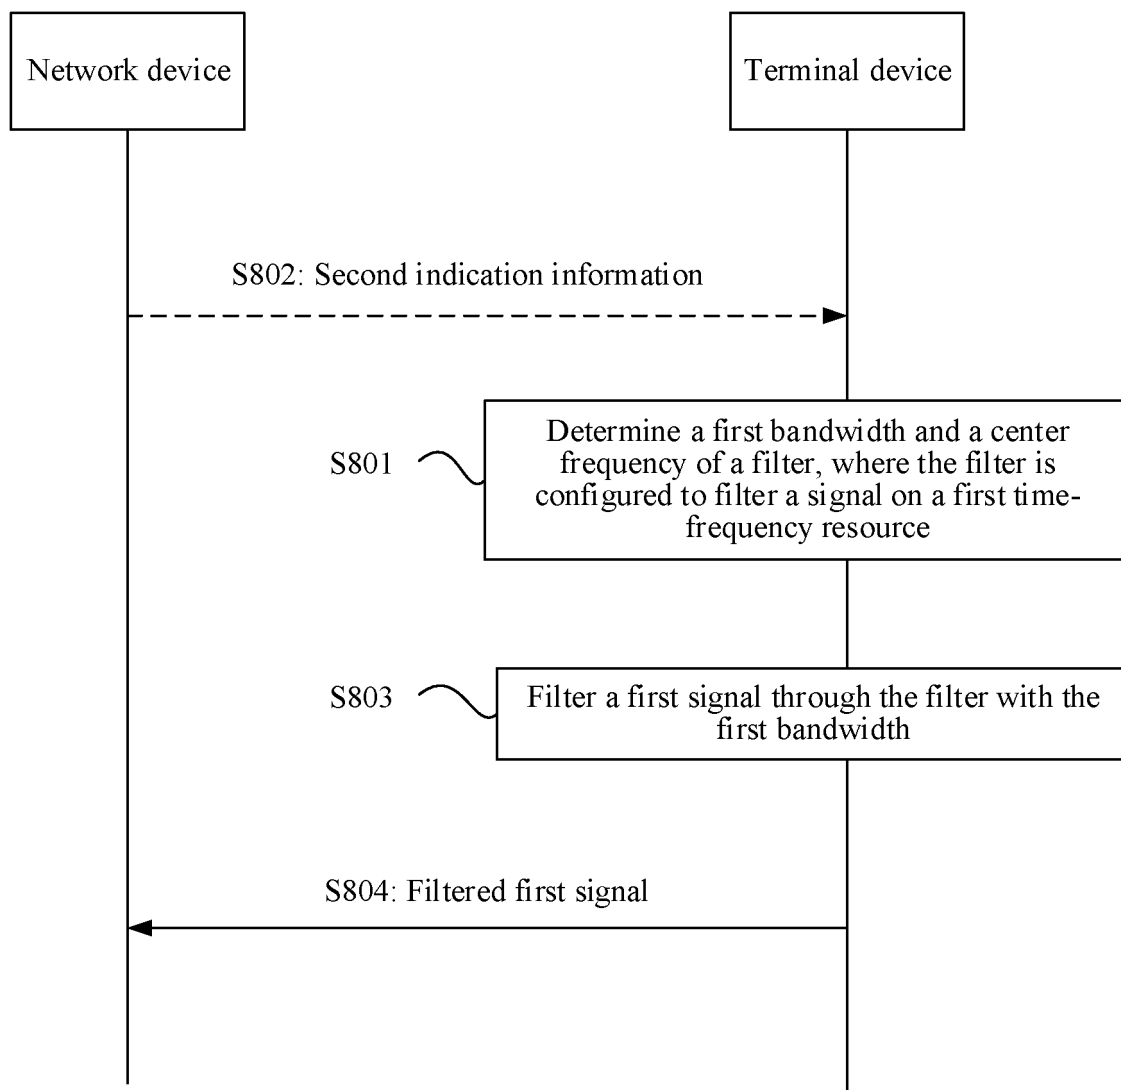 Network device
Terminal device
S802: Second indication information
S801
Determine a first bandwidth and a center
frequency of a filter, where the filter is
configured to filter a signal on a first time-
frequency resource
S803
Filter a first signal through the filter with the
first bandwidth
S804: Filtered first signal